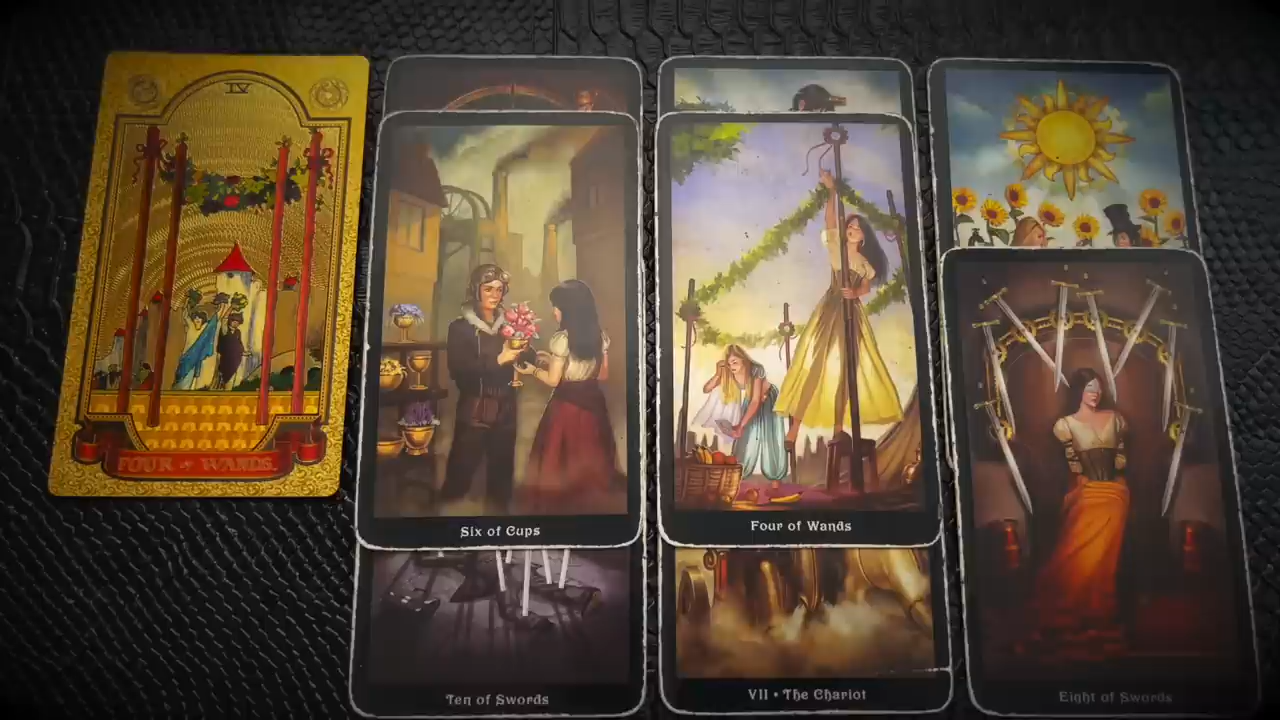 IV
FOUR of WANDS.
Six of Cups
Four of Wands
Ten of Swords
VII • The Chariot
Eight of Swords